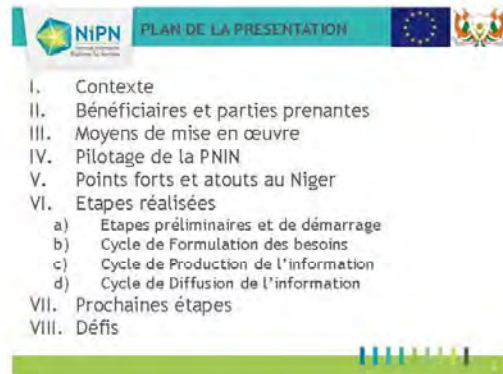 NiPN
PLAN DE LA PRESENTATION
I. Contexte
II. Bénéficiaires et parties prenantes
III. Moyens de mise en œuvre
IV. Pilotage de la PNIN
V. Points forts et atouts au Niger
VI. Etapes réalisées
a) Etapes préliminaires et de démarrage
b) Cycle de Formulation des besoins
c) Cycle de Production de l'information
d) Cycle de Diffusion de l'information
VII. Prochaines étapes
VIII. Défis